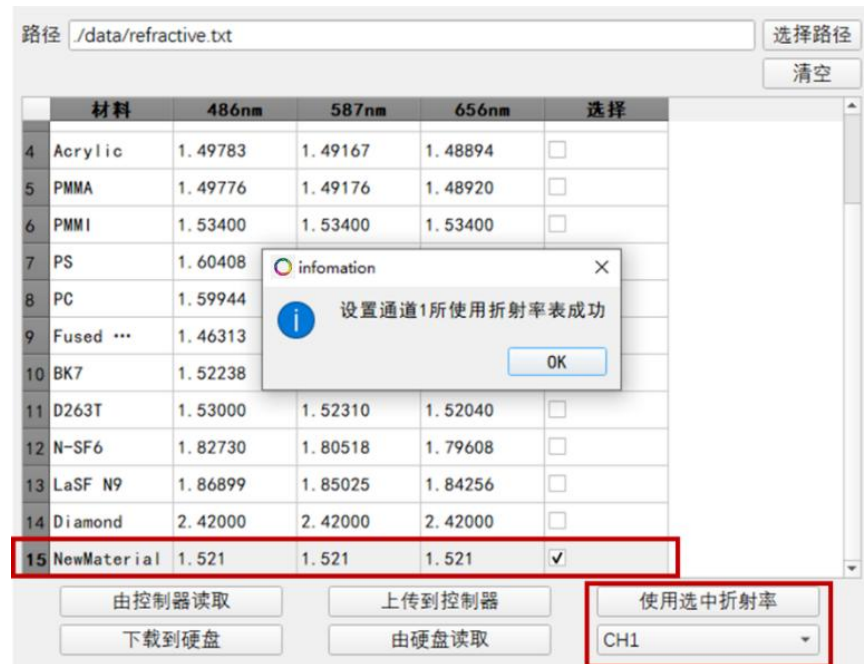 路径 ./data/refractive.txt 选择路径
清空
材料 486nm 587nm 656nm 选择
4 Acrylic 1.49783 1.49167 1.48894
5 PMMA 1.49776 1.49176 1.48920
6 PMMI 1.53400 1.53400 1.53400
7 PS 1.60408
8 PC 1.59944
9 Fused ··· 1.46313
10 BK7 1.52238
infomation
设置通道1所使用折射率表成功
OK
11 D263T 1.53000 1.52310 1.52040
12 N-SF6 1.82730 1.80518 1.79608
13 LaSF N9 1.86899 1.85025 1.84256
14 Diamond 2.42000 2.42000 2.42000
15 NewMaterial 1.521 1.521 1.521
由控制器读取 上传到控制器 使用选中折射率
下载到硬盘 由硬盘读取 CH1